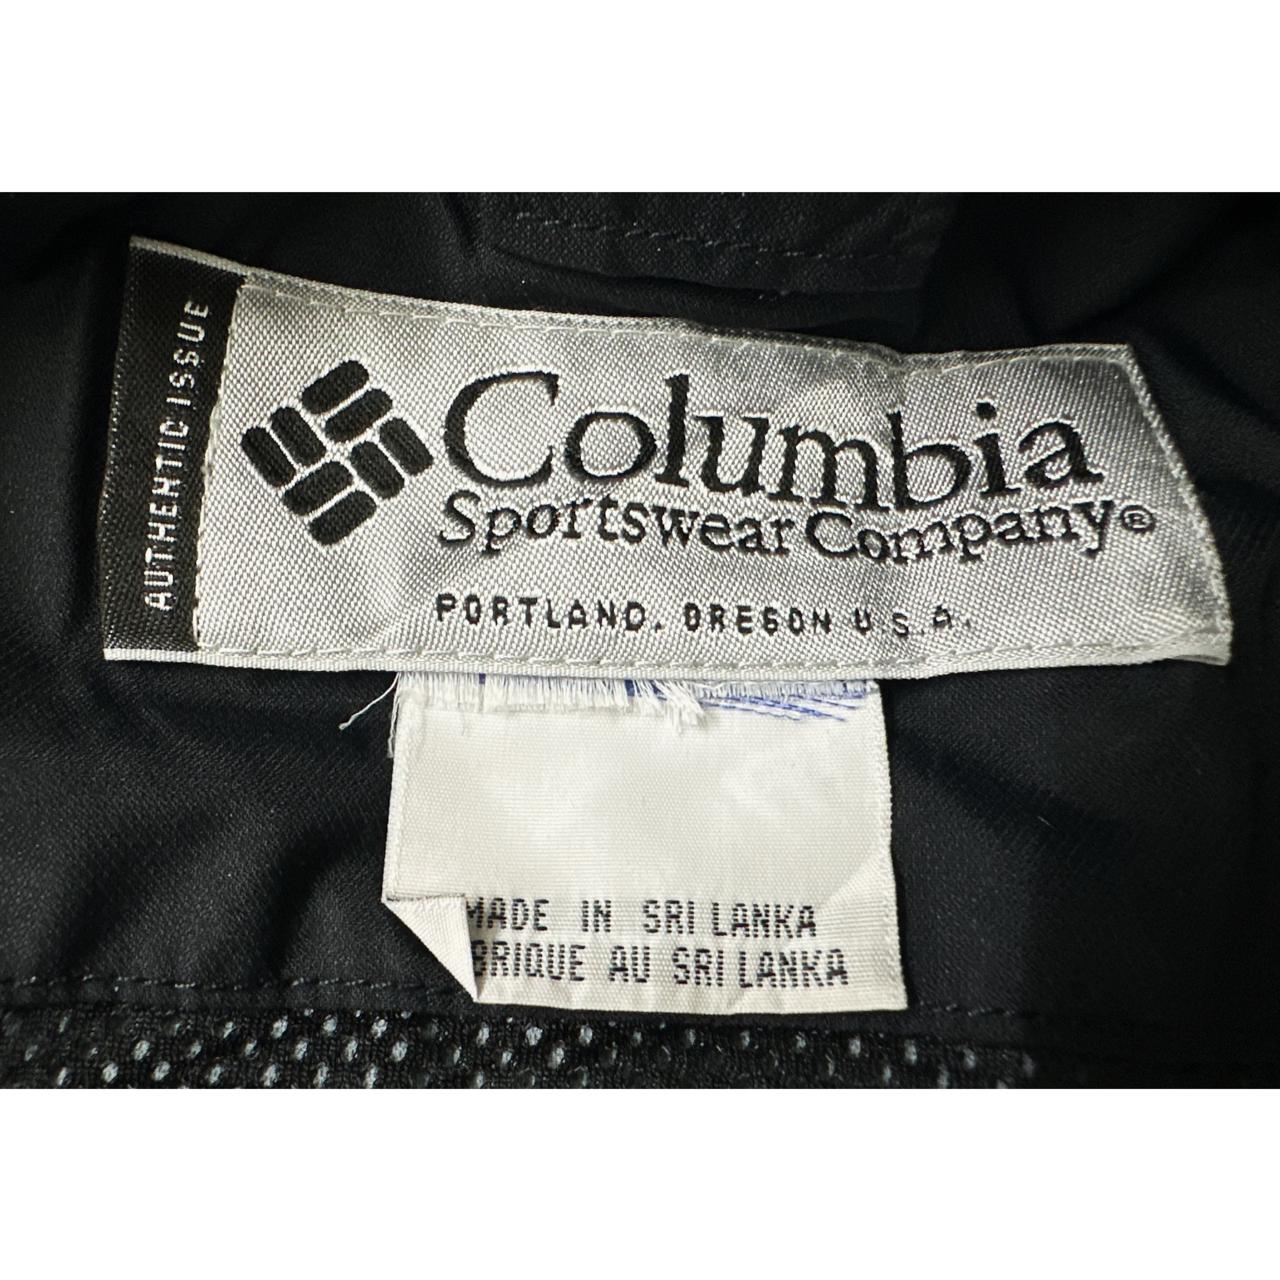 AUTHENTIC ISSUE
Columbia
Sportswear Company®
PORTLAND, OREGON U.S.A.
MADE IN SRI LANKA
BRIQUE AU SRI LANKA